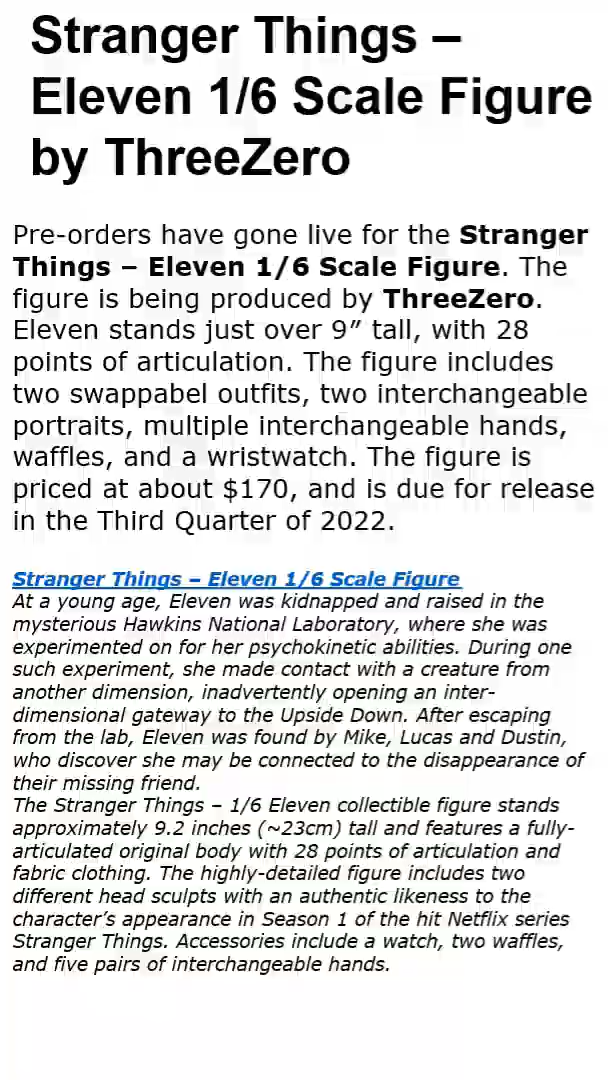 Stranger Things –
Eleven 1/6 Scale Figure
by ThreeZero
Pre-orders have gone live for the Stranger
Things – Eleven 1/6 Scale Figure. The
figure is being produced by ThreeZero.
Eleven stands just over 9″ tall, with 28
points of articulation. The figure includes
two swappabel outfits, two interchangeable
portraits, multiple interchangeable hands,
waffles, and a wristwatch. The figure is
priced at about $170, and is due for release
in the Third Quarter of 2022.
Stranger Things – Eleven 1/6 Scale Figure
At a young age, Eleven was kidnapped and raised in the
mysterious Hawkins National Laboratory, where she was
experimented on for her psychokinetic abilities. During one
such experiment, she made contact with a creature from
another dimension, inadvertently opening an inter-
dimensional gateway to the Upside Down. After escaping
from the lab, Eleven was found by Mike, Lucas and Dustin,
who discover she may be connected to the disappearance of
their missing friend.
The Stranger Things – 1/6 Eleven collectible figure stands
approximately 9.2 inches (~23cm) tall and features a fully-
articulated original body with 28 points of articulation and
fabric clothing. The highly-detailed figure includes two
different head sculpts with an authentic likeness to the
character’s appearance in Season 1 of the hit Netflix series
Stranger Things. Accessories include a watch, two waffles,
and five pairs of interchangeable hands.